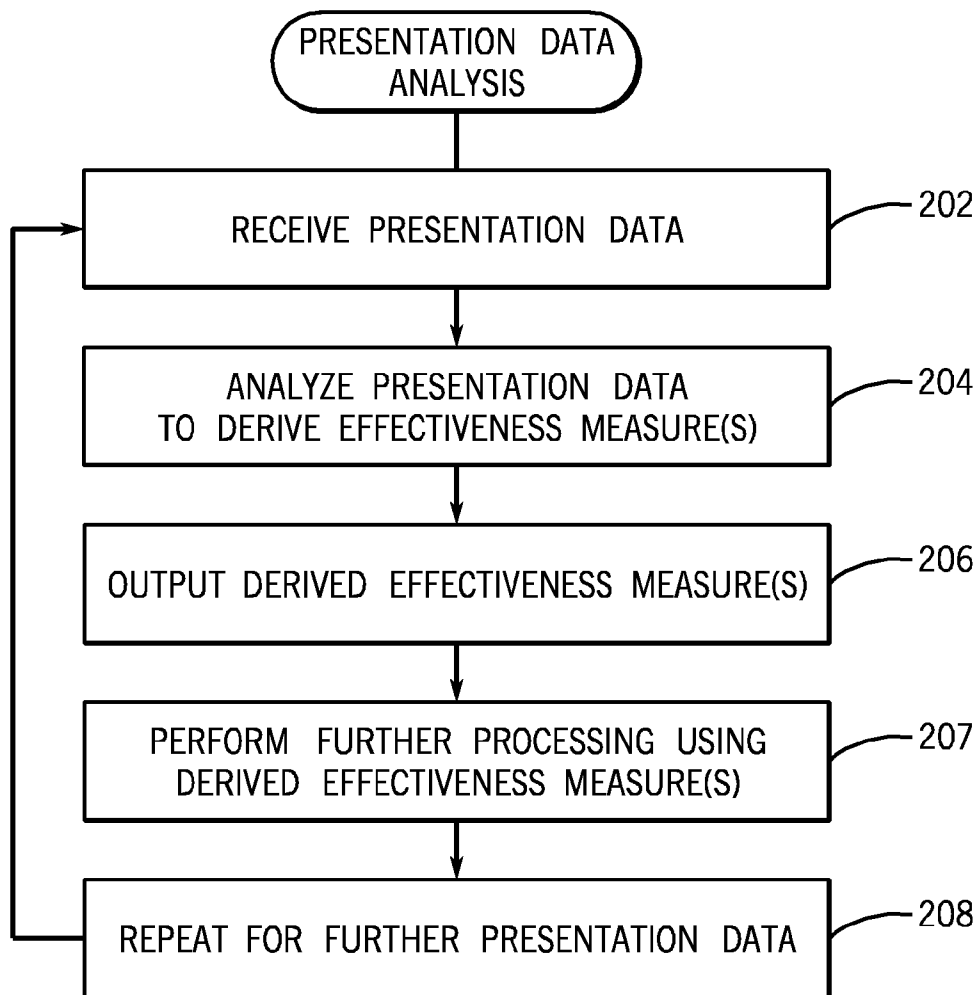 PRESENTATION DATA
ANALYSIS
RECEIVE PRESENTATION DATA
202
ANALYZE PRESENTATION DATA
TO DERIVE EFFECTIVENESS MEASURE(S)
204
OUTPUT DERIVED EFFECTIVENESS MEASURE(S)
206
PERFORM FURTHER PROCESSING USING
DERIVED EFFECTIVENESS MEASURE(S)
207
REPEAT FOR FURTHER PRESENTATION DATA
208